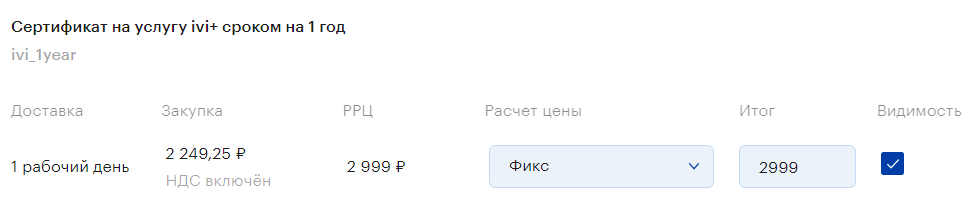 Сертификат на услугу ivi+ сроком на 1 год
ivi_1year
Доставка Закупка РРЦ Расчет цены Итог Видимость
1 рабочий день 2 249,25 ₽ 2 999 ₽ Фикс 2999
НДС включён